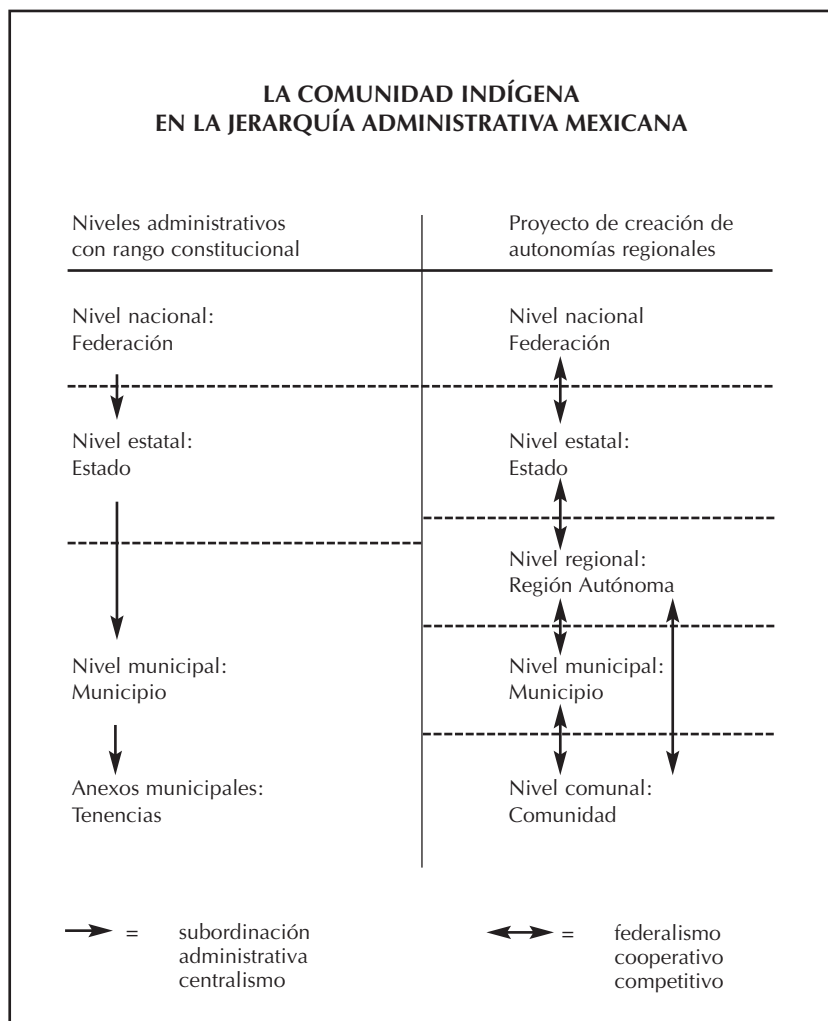 LA COMUNIDAD INDÍGENA
EN LA JERARQUÍA ADMINISTRATIVA MEXICANA
Niveles administrativos
con rango constitucional
Proyecto de creación de
autonomías regionales
Nivel nacional:
Federación
Nivel nacional
Federación
Nivel estatal:
Estado
Nivel estatal:
Estado
Nivel regional:
Región Autónoma
Nivel municipal:
Municipio
Nivel municipal:
Municipio
Anexos municipales:
Tenencias
Nivel comunal:
Comunidad
= subordinación
administrativa
centralismo
= federalismo
cooperativo
competitivo